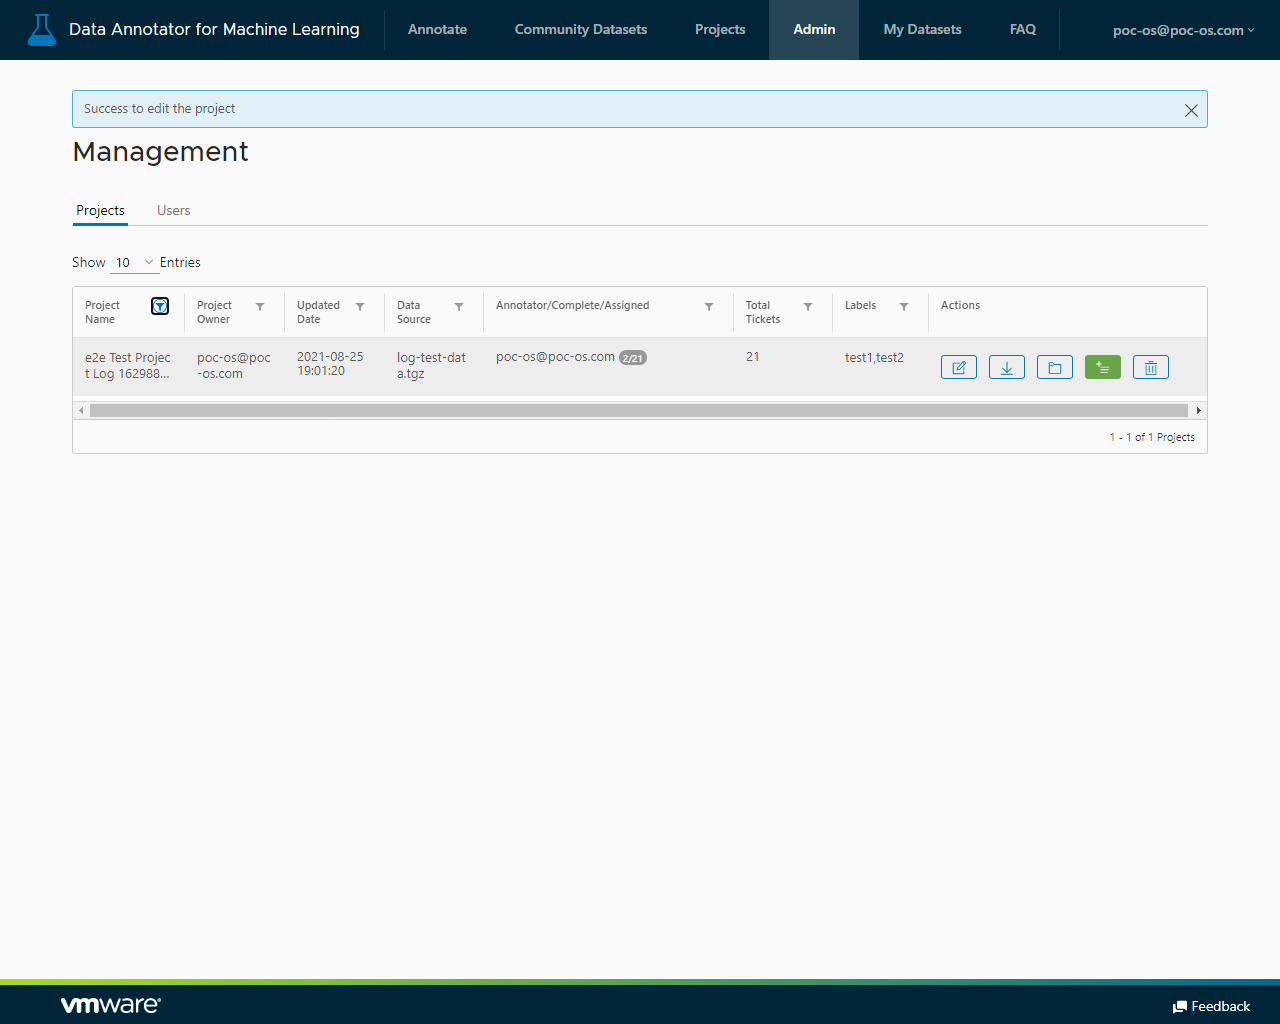 Data Annotator for Machine Learning
Annotate
Community Datasets
Projects
Admin
My Datasets
FAQ
poc-os@poc-os.com
Success to edit the project
Management
Projects
Users
Show 10 Entries
Project Name
Project Owner
Updated Date
Data Source
Annotator/Complete/Assigned
Total Tickets
Labels
Actions
e2e Test Projec
t Log 162988...
poc-os@poc
-os.com
2021-08-25
19:01:20
log-test-dat
a.tgz
poc-os@poc-os.com 2/21
21
test1,test2
1 - 1 of 1 Projects
vmware®
Feedback